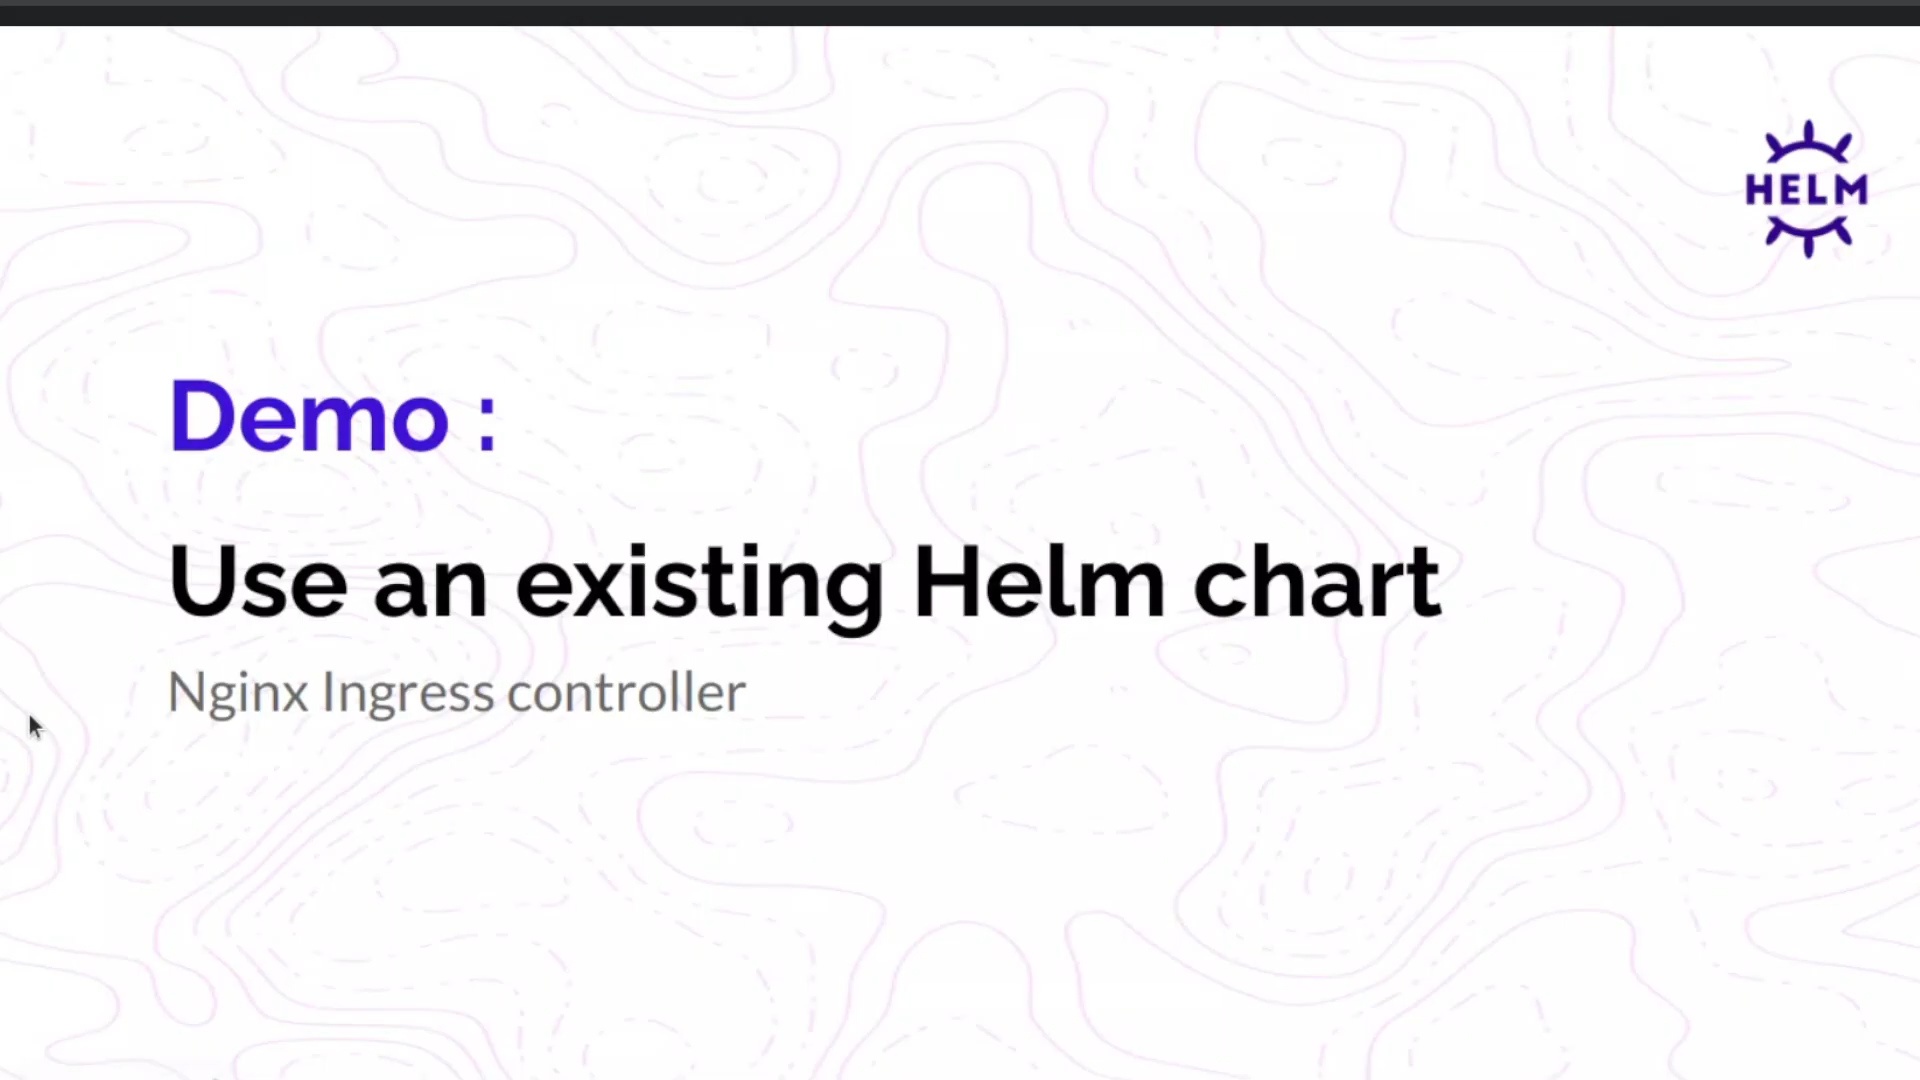 HELM
Demo :
Use an existing Helm chart
Nginx Ingress controller